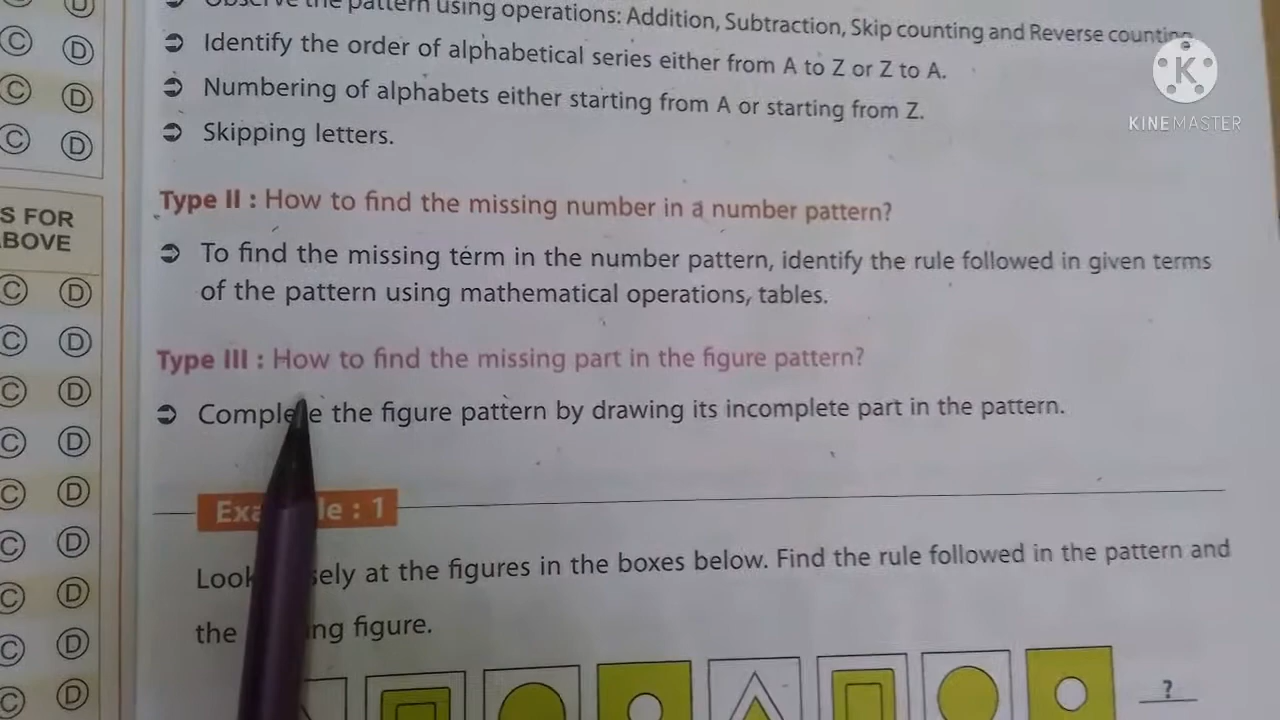 Observe the pattern using operations: Addition, Subtraction, Skip counting and Reverse counting
Ⓒ Ⓓ
➲ Identify the order of alphabetical series either from A to Z or Z to A.
Ⓒ Ⓓ
➲ Numbering of alphabets either starting from A or starting from Z.
Ⓒ Ⓓ
➲ Skipping letters.
K
KINEMASTER
S FOR
BOVE
Type II : How to find the missing number in a number pattern?
➲ To find the missing term in the number pattern, identify the rule followed in given terms
of the pattern using mathematical operations, tables.
Type III : How to find the missing part in the figure pattern?
➲ Complete the figure pattern by drawing its incomplete part in the pattern.
Ⓒ Ⓓ
Ⓒ Ⓓ
Ⓒ Ⓓ
Ⓒ Ⓓ
Ⓒ Ⓓ
Ⓒ Ⓓ
Ⓒ Ⓓ
Ⓒ Ⓓ
Ⓒ Ⓓ
Example : 1
Look closely at the figures in the boxes below. Find the rule followed in the pattern and
the figure.
?